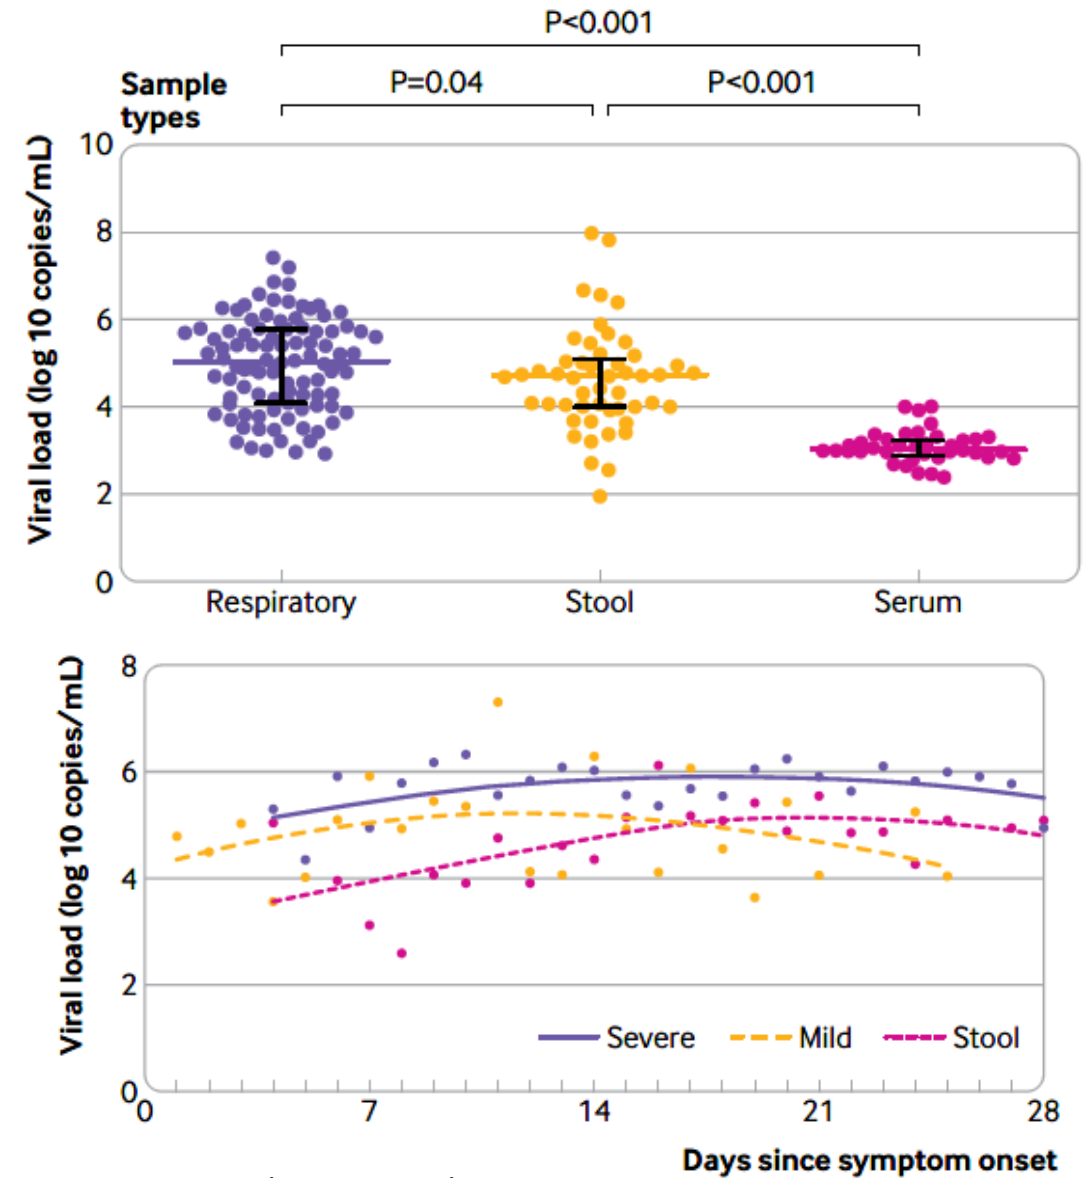 P<0.001
P=0.04 P<0.001
Sample
types
Viral load (log 10 copies/mL)
10
8
6
4
2
0
Respiratory Stool Serum
Viral load (log 10 copies/mL)
8
6
4
2
0
Severe Mild Stool
0 7 14 21 28
Days since symptom onset